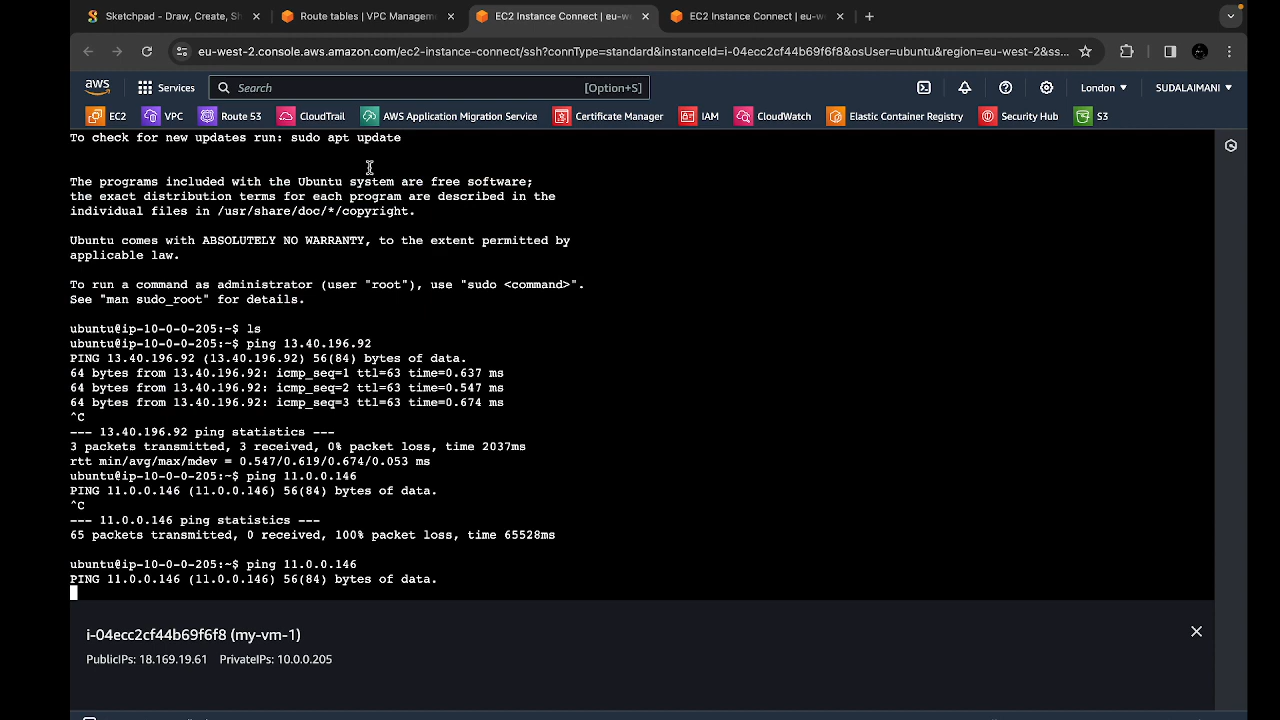 Sketchpad - Draw, Create, Sh
Route tables | VPC Managem
EC2 Instance Connect | eu-w
EC2 Instance Connect | eu-w
eu-west-2.console.aws.amazon.com/ec2-instance-connect/ssh?connType=standard&instanceId=i-04ecc2cf44b69f6f8&osUser=ubuntu&region=eu-west-2&ss...
aws
Services
Search
[Option+S]
London
SUDALAIMANI
EC2
VPC
Route 53
CloudTrail
AWS Application Migration Service
Certificate Manager
IAM
CloudWatch
Elastic Container Registry
Security Hub
S3
To check for new updates run: sudo apt update
The programs included with the Ubuntu system are free software;
the exact distribution terms for each program are described in the
individual files in /usr/share/doc/*/copyright.
Ubuntu comes with ABSOLUTELY NO WARRANTY, to the extent permitted by
applicable law.
To run a command as administrator (user "root"), use "sudo <command>".
See "man sudo_root" for details.
ubuntu@ip-10-0-0-205:~$ ls
ubuntu@ip-10-0-0-205:~$ ping 13.40.196.92
PING 13.40.196.92 (13.40.196.92) 56(84) bytes of data.
64 bytes from 13.40.196.92: icmp_seq=1 ttl=63 time=0.637 ms
64 bytes from 13.40.196.92: icmp_seq=2 ttl=63 time=0.547 ms
64 bytes from 13.40.196.92: icmp_seq=3 ttl=63 time=0.674 ms
^C
--- 13.40.196.92 ping statistics ---
3 packets transmitted, 3 received, 0% packet loss, time 2037ms
rtt min/avg/max/mdev = 0.547/0.619/0.674/0.053 ms
ubuntu@ip-10-0-0-205:~$ ping 11.0.0.146
PING 11.0.0.146 (11.0.0.146) 56(84) bytes of data.
^C
--- 11.0.0.146 ping statistics ---
65 packets transmitted, 0 received, 100% packet loss, time 65528ms
ubuntu@ip-10-0-0-205:~$ ping 11.0.0.146
PING 11.0.0.146 (11.0.0.146) 56(84) bytes of data.
i-04ecc2cf44b69f6f8 (my-vm-1)
PublicIPs: 18.169.19.61 PrivateIPs: 10.0.0.205